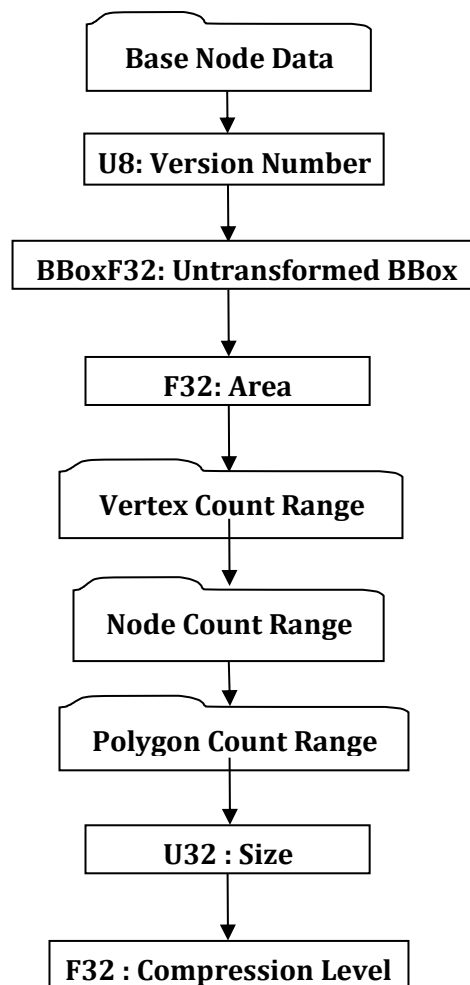 Base Node Data
U8: Version Number
BBoxF32: Untransformed BBox
F32: Area
Vertex Count Range
Node Count Range
Polygon Count Range
U32 : Size
F32 : Compression Level